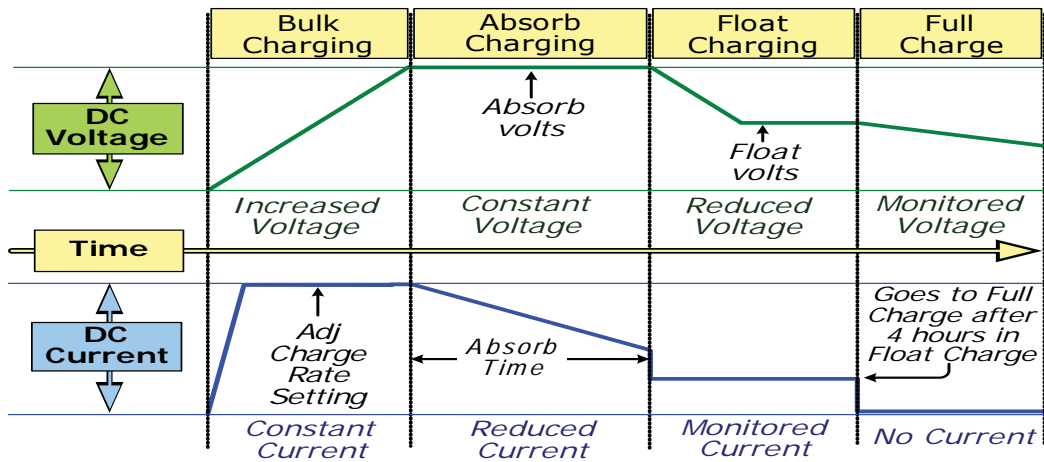 Bulk
Charging
Absorb
Charging
Float
Charging
Full
Charge
DC
Voltage
Absorb
volts
Float
volts
Increased
Voltage
Constant
Voltage
Reduced
Voltage
Monitored
Voltage
Time
DC
Current
Adj
Charge
Rate
Setting
Absorb
Time
Goes to Full
Charge after
4 hours in
Float Charge
Constant
Current
Reduced
Current
Monitored
Current
No Current